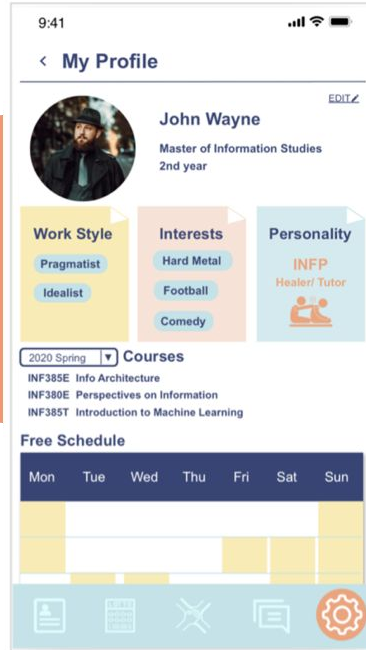 9:41
< My Profile
EDIT
John Wayne
Master of Information Studies
2nd year
Work Style
Pragmatist
Idealist
Interests
Hard Metal
Football
Comedy
Personality
INFP
Healer/ Tutor
2020 Spring ▼ Courses
INF385E Info Architecture
INF380E Perspectives on Information
INF385T Introduction to Machine Learning
Free Schedule
Mon Tue Wed Thu Fri Sat Sun